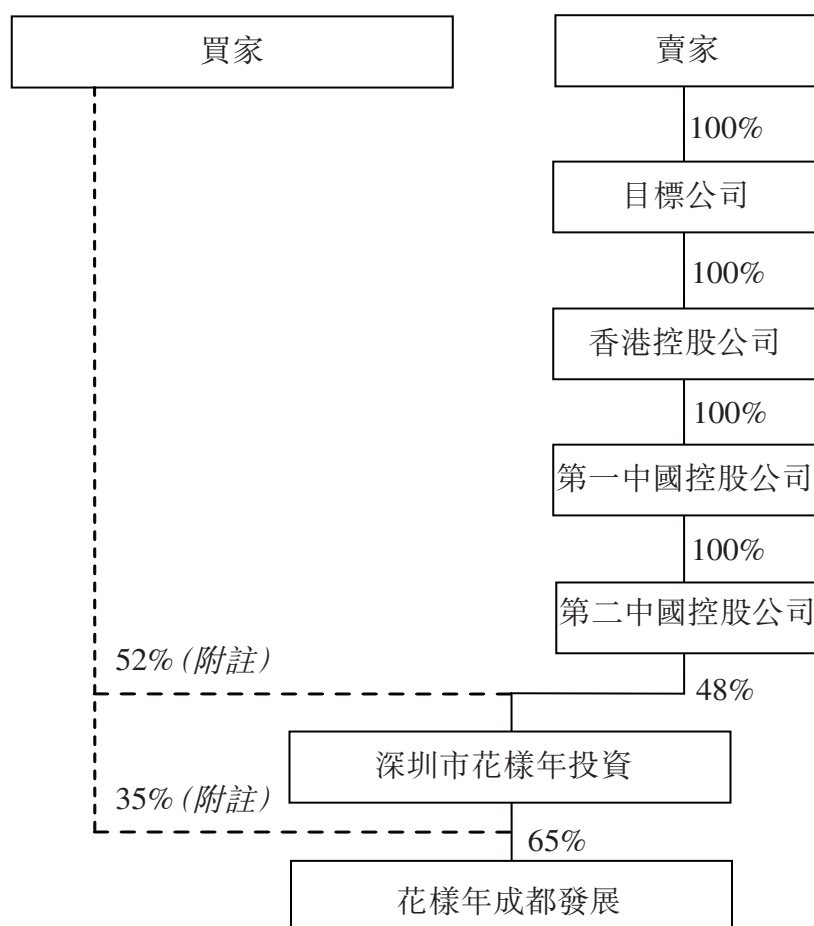 買家
賣家
100%
目標公司
100%
香港控股公司
100%
第一中國控股公司
100%
第二中國控股公司
52% (附註)
48%
深圳市花樣年投資
35% (附註)
65%
花樣年成都發展